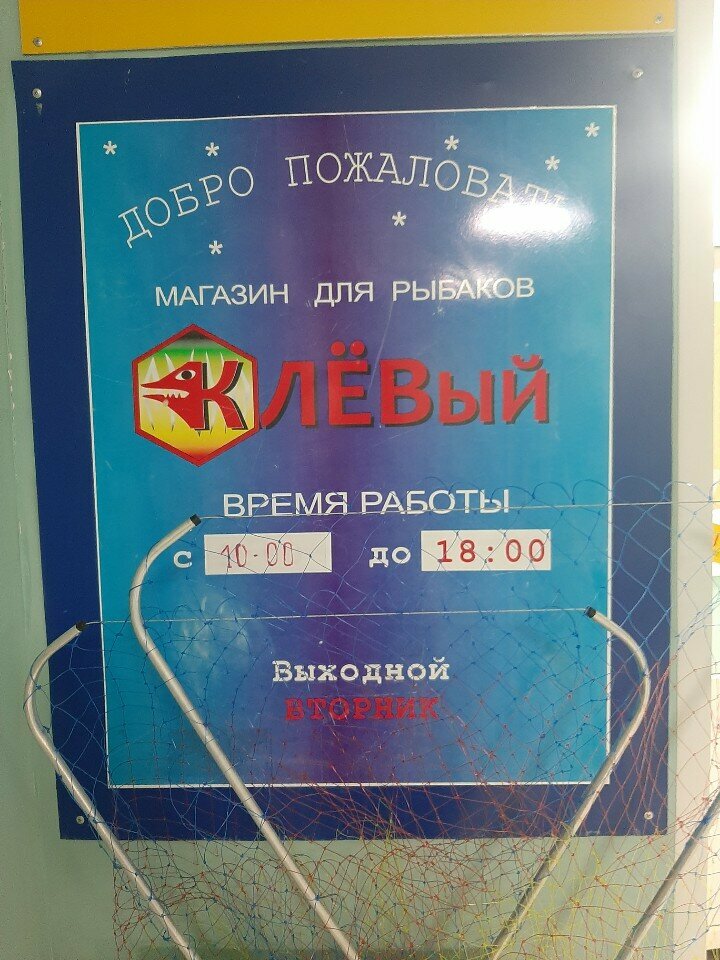 ДОБРО ПОЖАЛОВАТЬ
МАГАЗИН ДЛЯ РЫБАКОВ
КЛЁВый
ВРЕМЯ РАБОТЫ
с 10-00 до 18:00
Выходной
ВТОРНИК